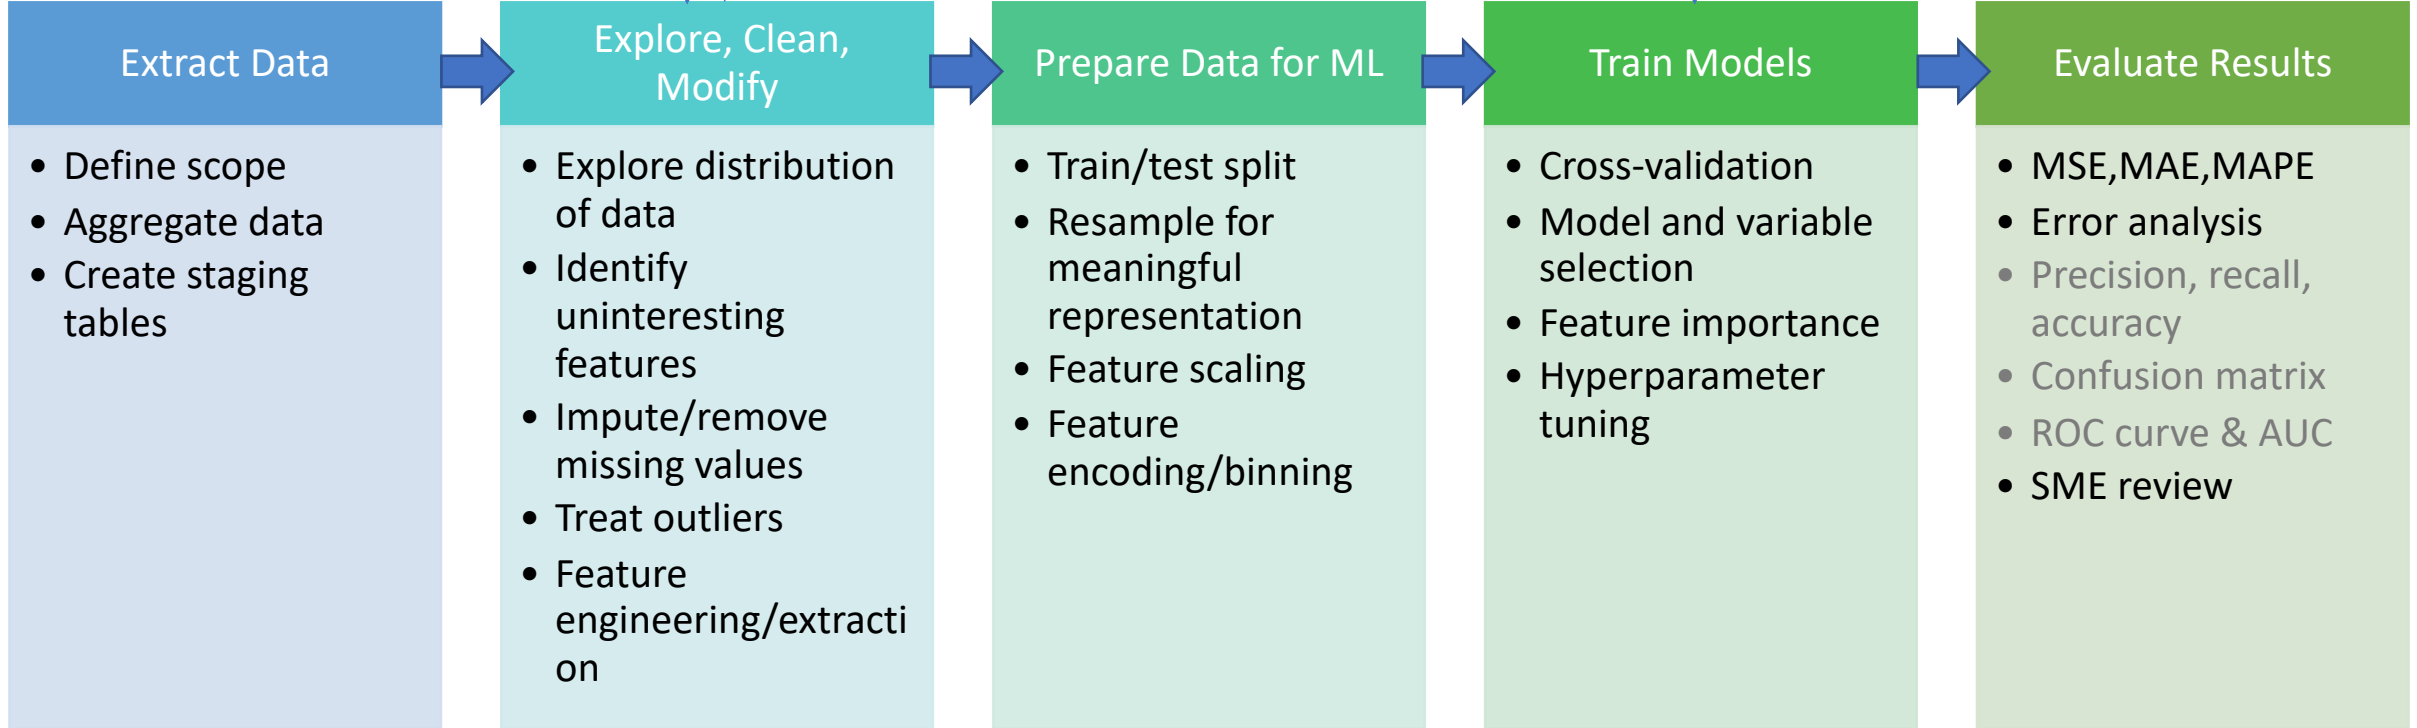 Extract Data
• Define scope
• Aggregate data
• Create staging
tables
Explore, Clean,
Modify
• Explore distribution
of data
• Identify
uninteresting
features
• Impute/remove
missing values
• Treat outliers
• Feature
engineering/extracti
on
Prepare Data for ML
• Train/test split
• Resample for
meaningful
representation
• Feature scaling
• Feature
encoding/binning
Train Models
• Cross-validation
• Model and variable
selection
• Feature importance
• Hyperparameter
tuning
Evaluate Results
• MSE,MAE,MAPE
• Error analysis
• Precision, recall,
accuracy
• Confusion matrix
• ROC curve & AUC
• SME review